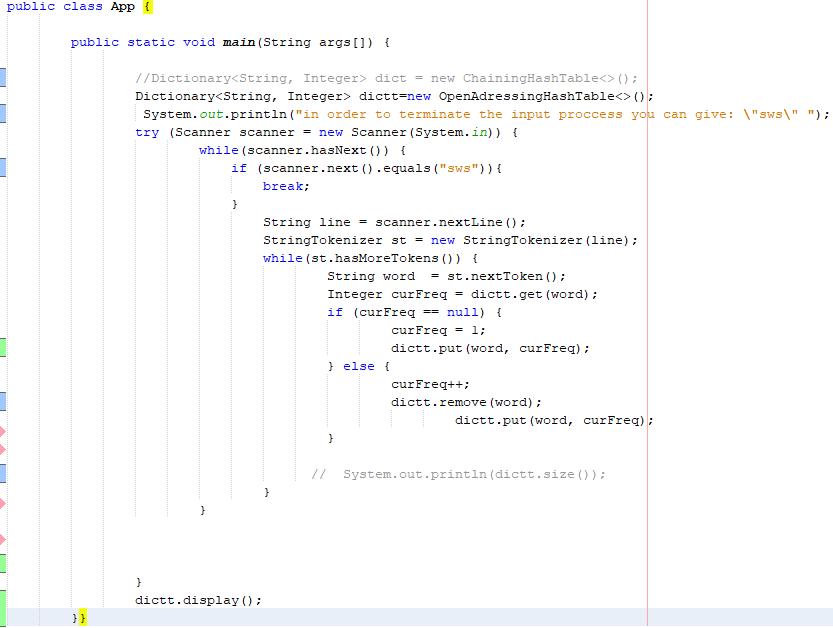 public class App {
public static void main(String args[]) {
//Dictionary<String, Integer> dict = new ChainingHashTable<>();
Dictionary<String, Integer> dictt=new OpenAdressingHashTable<>();
System.out.println("in order to terminate the input proccess you can give: \"sws\" ");
try (Scanner scanner = new Scanner(System.in)) {
while(scanner.hasNext()) {
if (scanner.next().equals("sws")){
break;
}
String line = scanner.nextLine();
StringTokenizer st = new StringTokenizer(line);
while(st.hasMoreTokens()) {
String word  = st.nextToken();
Integer curFreq = dictt.get(word);
if (curFreq == null) {
curFreq = 1;
dictt.put(word, curFreq);
} else {
curFreq++;
dictt.remove(word);
dictt.put(word, curFreq);
}
//  System.out.println(dictt.size());
}
}
}
dictt.display();
}}